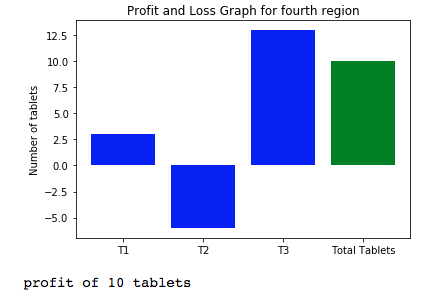 Profit and Loss Graph for fourth region
12.5
10.0
7.5
5.0
2.5
0.0
−2.5
−5.0
Number of tablets
T1 T2 T3 Total Tablets
profit of 10 tablets